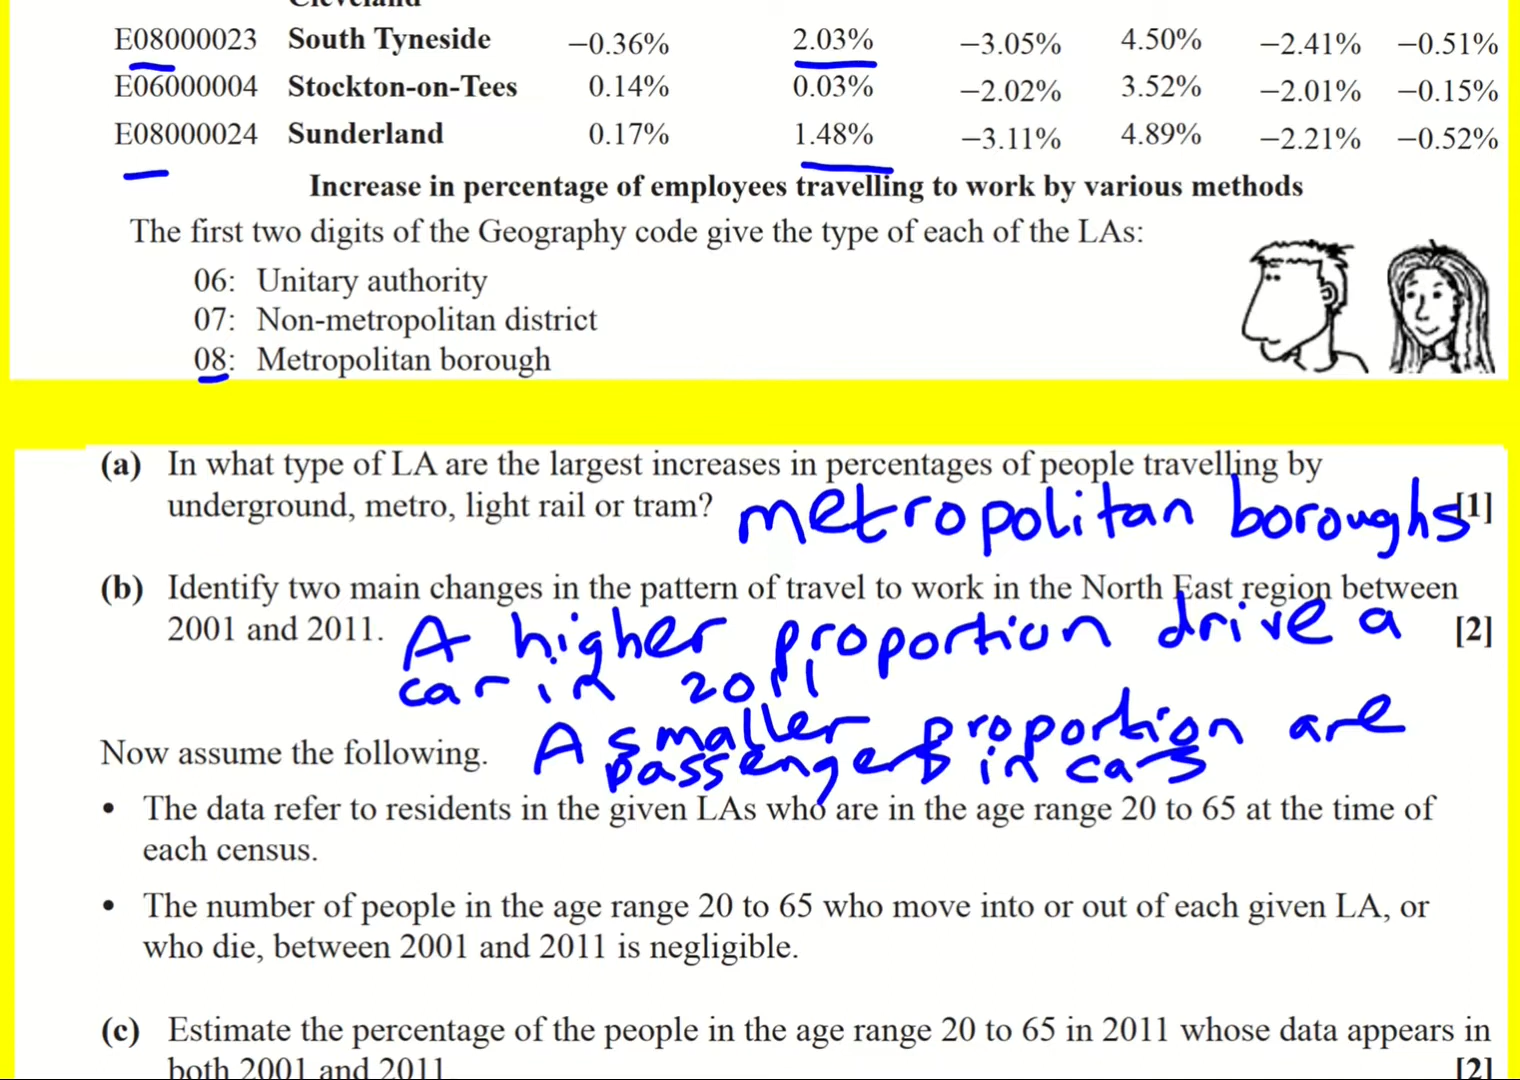 Cleveland
E08000023 South Tyneside −0.36% 2.03% −3.05% 4.50% −2.41% −0.51%
E06000004 Stockton-on-Tees 0.14% 0.03% −2.02% 3.52% −2.01% −0.15%
E08000024 Sunderland 0.17% 1.48% −3.11% 4.89% −2.21% −0.52%
Increase in percentage of employees travelling to work by various methods
The first two digits of the Geography code give the type of each of the LAs:
06: Unitary authority
07: Non-metropolitan district
08: Metropolitan borough
(a) In what type of LA are the largest increases in percentages of people travelling by
underground, metro, light rail or tram? metropolitan boroughs [1]
(b) Identify two main changes in the pattern of travel to work in the North East region between
2001 and 2011. [2]
A higher proportion drive a
car in 2011
A smaller proportion are
passengers in cars
Now assume the following.
• The data refer to residents in the given LAs who are in the age range 20 to 65 at the time of
each census.
• The number of people in the age range 20 to 65 who move into or out of each given LA, or
who die, between 2001 and 2011 is negligible.
(c) Estimate the percentage of the people in the age range 20 to 65 in 2011 whose data appears in
both 2001 and 2011. [2]